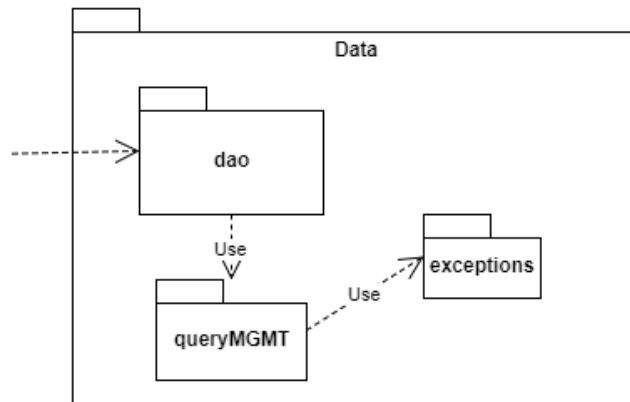 Data
dao
Use
exceptions
Use
queryMGMT